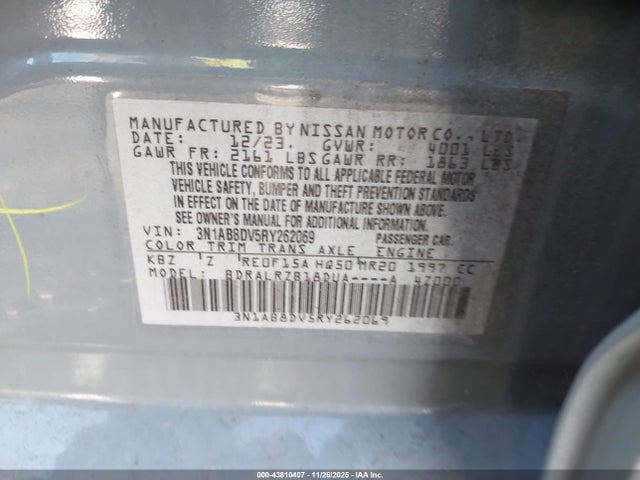 MANUFACTURED BY NISSAN MOTOR CO., LTD.
DATE: 12/23. GVWR: 4001 LBS
GAWR FR: 2161 LBS GAWR RR: 1863 LBS
THIS VEHICLE CONFORMS TO ALL APPLICABLE FEDERAL MOTOR
VEHICLE SAFETY, BUMPER AND THEFT PREVENTION STANDARDS
IN EFFECT ON THE DATE OF MANUFACTURE SHOWN ABOVE.
SEE OWNER'S MANUAL FOR ADDITIONAL INFORMATION.
VIN: 3N1AB8DV5RY262069 PASSENGER CAR.
COLOR TRIM TRANS AXLE ENGINE
KBZ Z RE0F15A HQ50 MR20 1997 CC
MODEL: BDRALRZB18DUA----A 4Z000
3N1AB8DV5RY262069
000-43810407 | 11/26/2025 | IAA Inc.